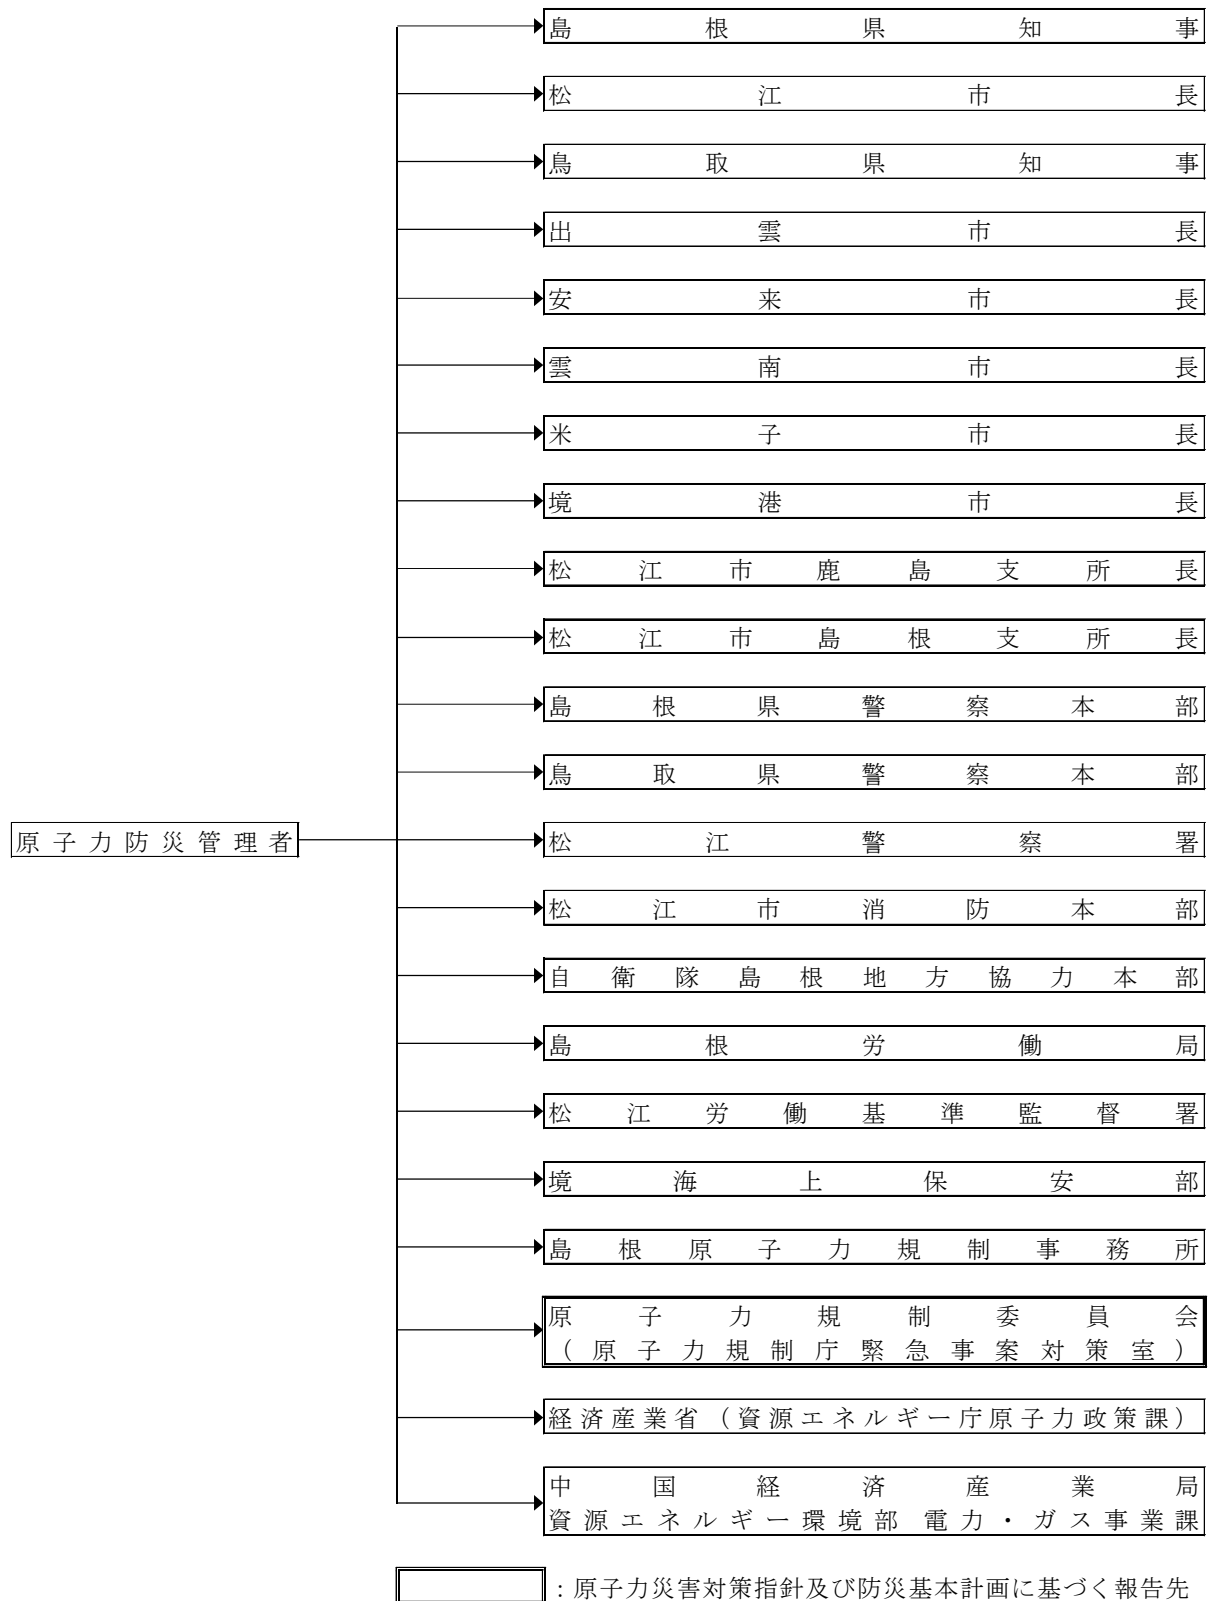 島根県知事
松江市長
鳥取県知事
出雲市長
安来市長
雲南市長
米子市長
境港市長
松江市鹿島支所長
松江市島根支所長
島根県警察本部
鳥取県警察本部
原子力防災管理者
松江警察署
松江市消防本部
自衛隊島根地方協力本部
島根労働局
松江労働基準監督署
境海上保安部
島根原子力規制事務所
原子力規制委員会
（原子力規制庁緊急事案対策室）
経済産業省（資源エネルギー庁原子力政策課）
中国経済産業局
資源エネルギー環境部 電力・ガス事業課
：原子力災害対策指針及び防災基本計画に基づく報告先